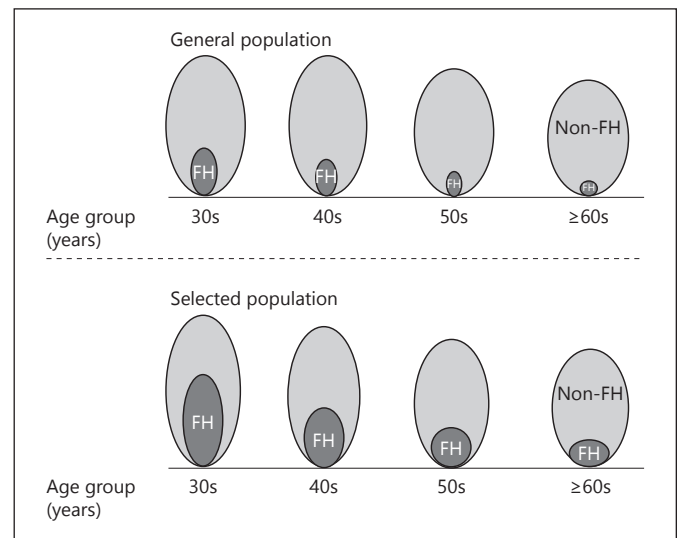 General population
Non-FH
FH
FH
FH
FH
Age group
(years)
30s
40s
50s
≥60s
Selected population
Non-FH
FH
FH
FH
FH
Age group
(years)
30s
40s
50s
≥60s